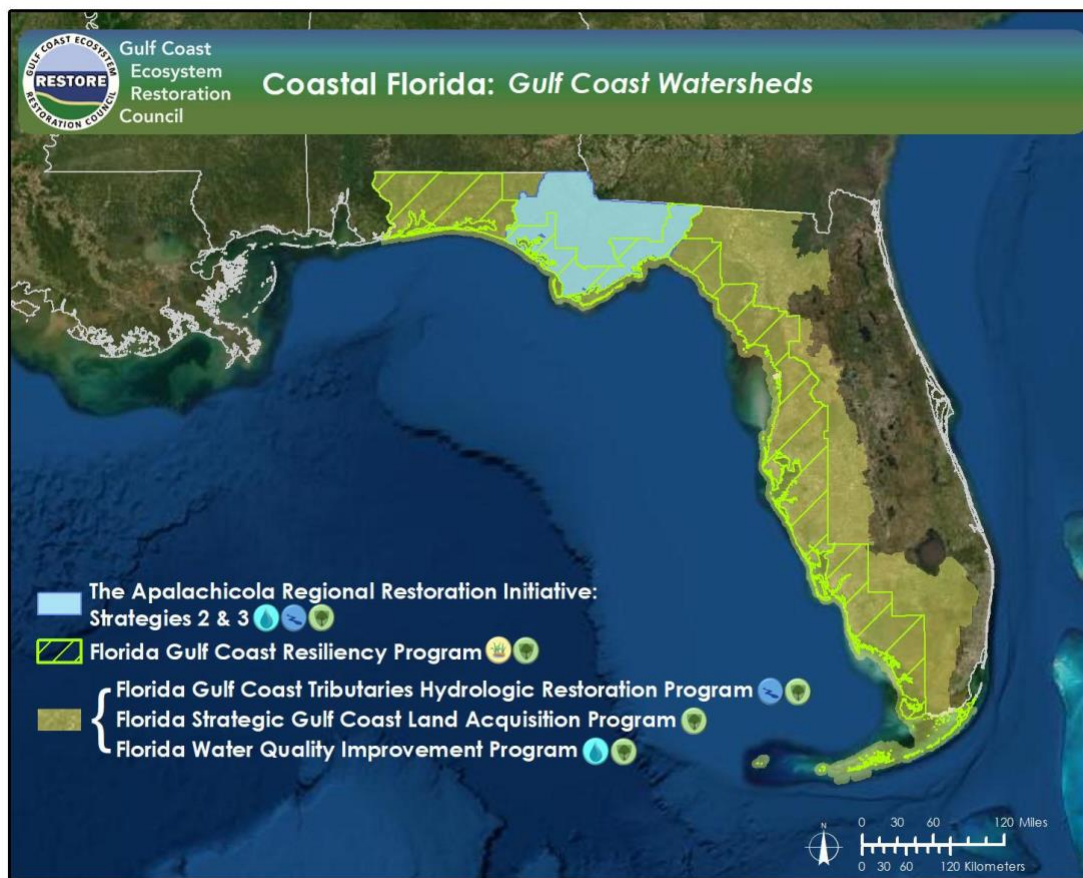 GULF COAST ECOSYSTEM
RESTORE
RESTORATION COUNCIL
Gulf Coast
Ecosystem
Restoration
Council
Coastal Florida: Gulf Coast Watersheds
The Apalachicola Regional Restoration Initiative:
Strategies 2 & 3
Florida Gulf Coast Resiliency Program
Florida Gulf Coast Tributaries Hydrologic Restoration Program
Florida Strategic Gulf Coast Land Acquisition Program
Florida Water Quality Improvement Program
N
0 30 60 120 Miles
0 30 60 120 Kilometers